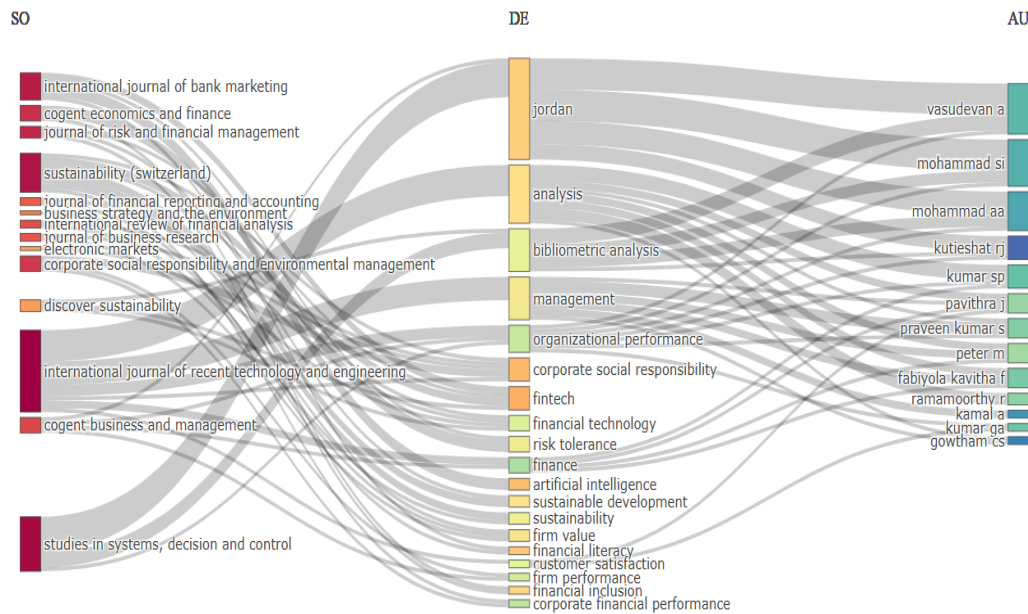 SO
DE
AU
international journal of bank marketing
cogent economics and finance
journal of risk and financial management
sustainability (switzerland)
journal of financial reporting and accounting
business strategy and the environment
international review of financial analysis
journal of business research
electronic markets
corporate social responsibility and environmental management
discover sustainability
international journal of recent technology and engineering
cogent business and management
studies in systems, decision and control
jordan
analysis
bibliometric analysis
management
organizational performance
corporate social responsibility
fintech
financial technology
risk tolerance
finance
artificial intelligence
sustainable development
sustainability
firm value
financial literacy
customer satisfaction
firm performance
financial inclusion
corporate financial performance
vasudevan a
mohammad si
mohammad aa
kutieshat rj
kumar sp
pavithra j
praveen kumar s
peter m
fabiyola kavitha f
ramamoorthy r
kamal a
kumar ga
gowtham cs